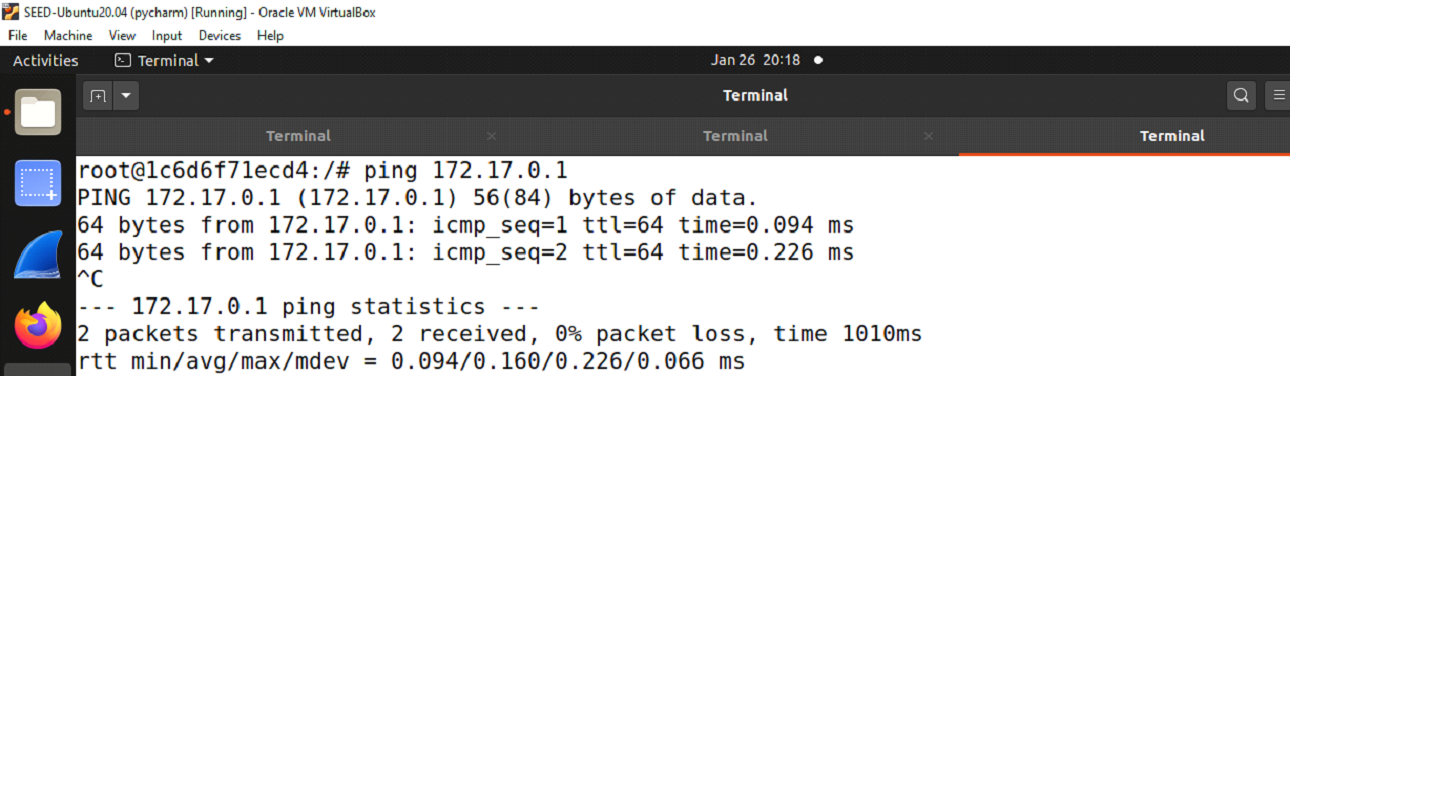 SEED-Ubuntu20.04 (pycharm) [Running] - Oracle VM VirtualBox
File Machine View Input Devices Help
Activities Terminal Jan 26 20:18
Terminal
Terminal Terminal Terminal
root@1c6d6f71ecd4:/# ping 172.17.0.1
PING 172.17.0.1 (172.17.0.1) 56(84) bytes of data.
64 bytes from 172.17.0.1: icmp_seq=1 ttl=64 time=0.094 ms
64 bytes from 172.17.0.1: icmp_seq=2 ttl=64 time=0.226 ms
^C
--- 172.17.0.1 ping statistics ---
2 packets transmitted, 2 received, 0% packet loss, time 1010ms
rtt min/avg/max/mdev = 0.094/0.160/0.226/0.066 ms